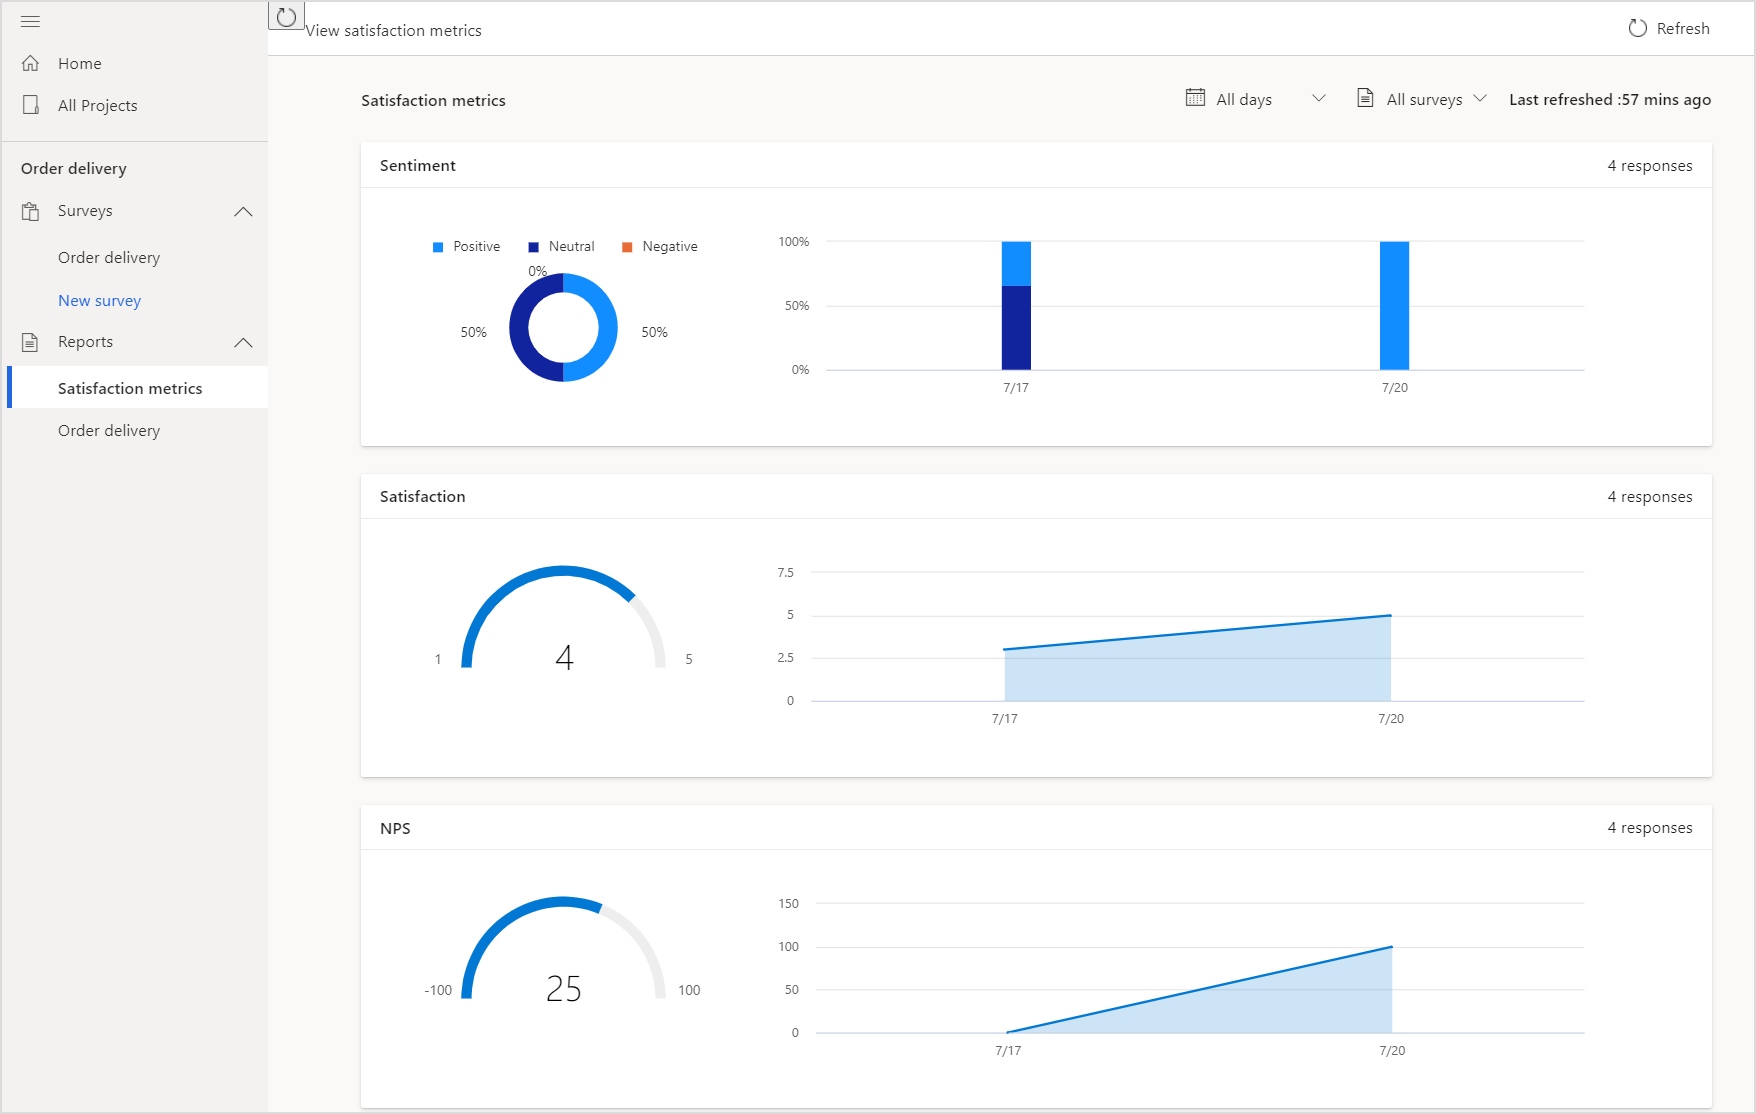 View satisfaction metrics
Refresh
Home
All Projects
Order delivery
Surveys
Order delivery
New survey
Reports
Satisfaction metrics
Order delivery
Satisfaction metrics
All days
All surveys
Last refreshed :57 mins ago
Sentiment
4 responses
Positive
Neutral
Negative
0%
50%
50%
100%
50%
0%
7/17
7/20
Satisfaction
4 responses
1
4
5
7.5
5
2.5
0
7/17
7/20
NPS
4 responses
-100
25
100
150
100
50
0
7/17
7/20